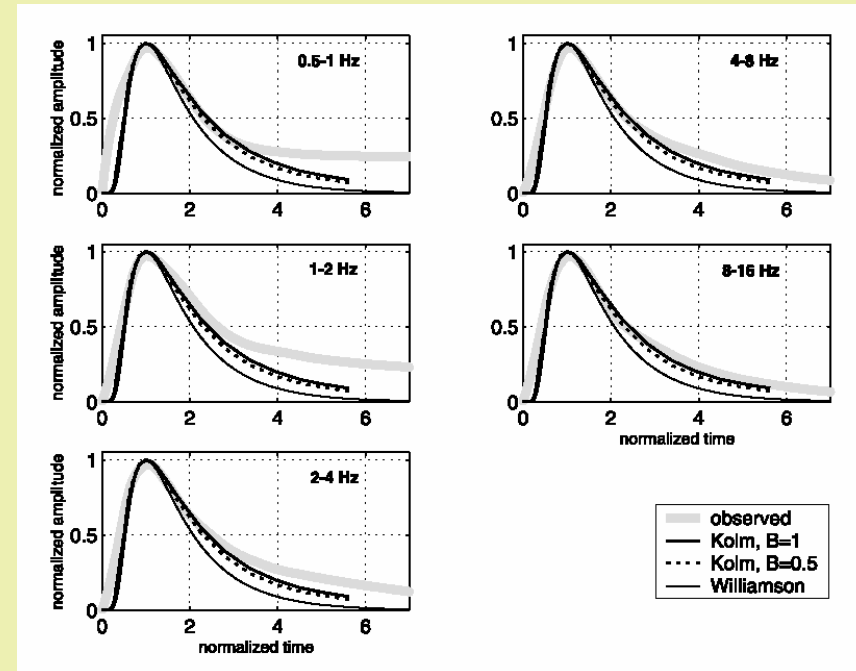 normalized amplitude
1
0.5
0
0.5-1 Hz
0 2 4 6
1
0.5
0
4-8 Hz
0 2 4 6
normalized amplitude
1
0.5
0
1-2 Hz
0 2 4 6
1
0.5
0
8-16 Hz
0 2 4 6
normalized time
normalized amplitude
1
0.5
0
2-4 Hz
0 2 4 6
normalized time
observed
Kolm, B=1
Kolm, B=0.5
Williamson